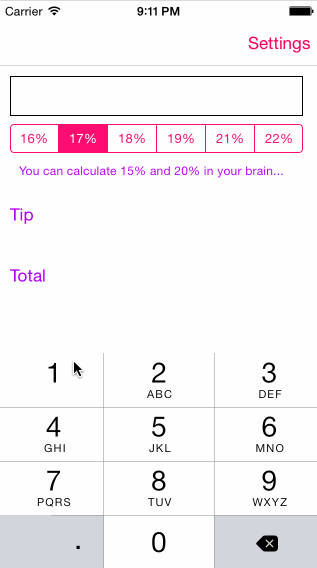 Carrier 9:11 PM
Settings
16% 17% 18% 19% 21% 22%
You can calculate 15% and 20% in your brain...
Tip
Total
1 2 3
ABC DEF
4 5 6
GHI JKL MNO
7 8 9
PQRS TUV WXYZ
. 0